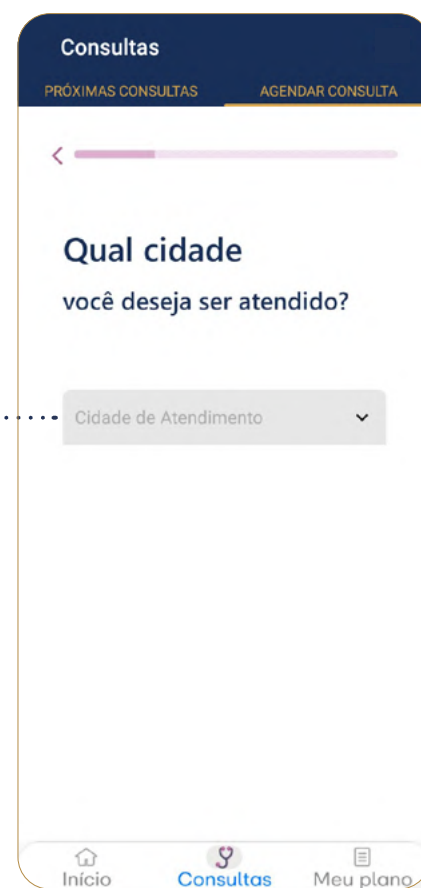 Consultas
PRÓXIMAS CONSULTAS AGENDAR CONSULTA
Qual cidade
você deseja ser atendido?
Cidade de Atendimento
Início Consultas Meu plano